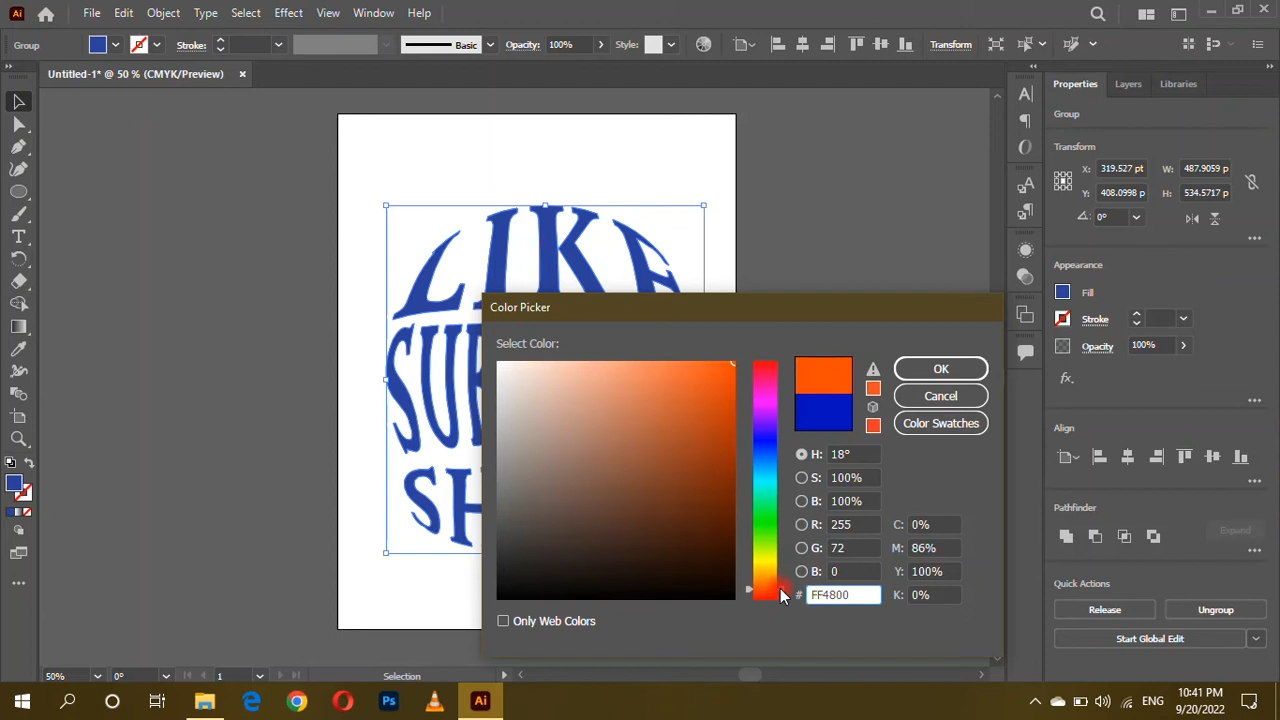 Ai File Edit Object Type Select Effect View Window Help
Group Stroke: Basic Opacity: 100% Style: Transform
Untitled-1* @ 50 % (CMYK/Preview)
Properties Layers Libraries
Group
Transform
X: 319.527 pt W: 487.9059 p
Y: 408.0998 p H: 534.5717 p
0°
Appearance
Fill
Stroke
Opacity 100%
fx.
Align
Pathfinder
Expand
Quick Actions
Release Ungroup
Start Global Edit
LIKE
SU
SH
Color Picker
Select Color:
OK
Cancel
Color Swatches
H: 18°
S: 100%
B: 100%
R: 255 C: 0%
G: 72 M: 86%
B: 0 Y: 100%
# FF4800 K: 0%
Only Web Colors
50% 0° 1 Selection
Ps Ai ENG 10:41 PM
9/20/2022